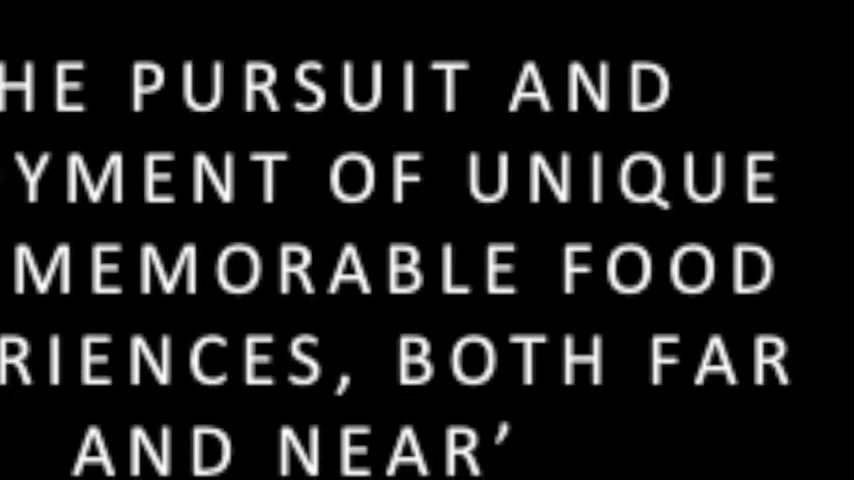 HE PURSUIT AND
YMENT OF UNIQUE
MEMORABLE FOOD
RIENCES, BOTH FAR
AND NEAR’